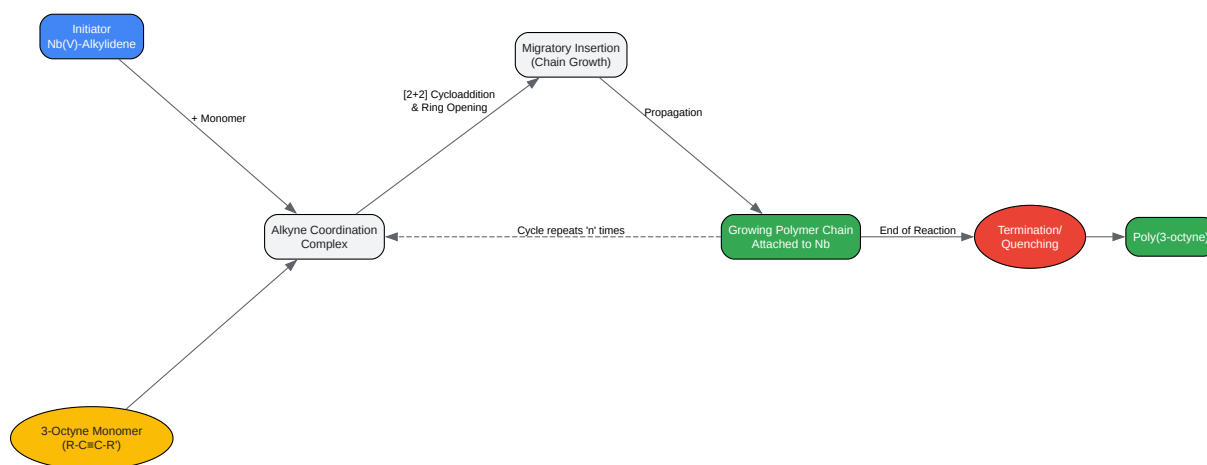 Initiator
Nb(V)-Alkylidene
Migratory Insertion
(Chain Growth)
[2+2] Cycloaddition
& Ring Opening
+ Monomer
Propagation
Alkyne Coordination
Complex
Cycle repeats 'n' times
Growing Polymer Chain
Attached to Nb
End of Reaction
Termination/
Quenching
Poly(3-octyne)
3-Octyne Monomer
(R-C≡C-R')